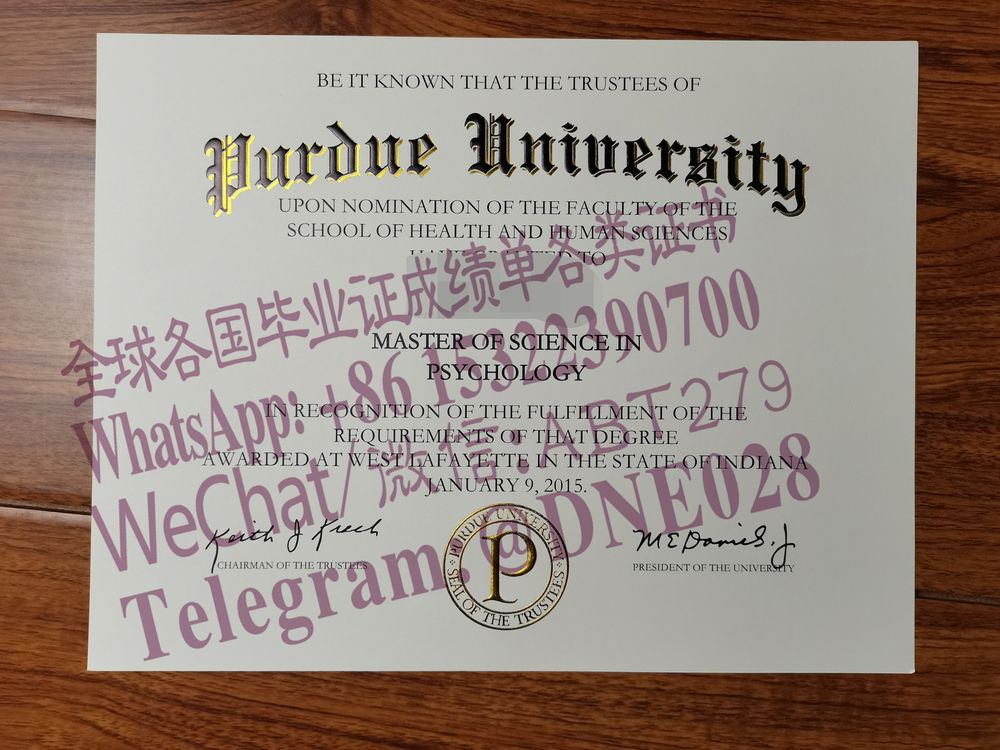 BE IT KNOWN THAT THE TRUSTEES OF
Purdue University
UPON NOMINATION OF THE FACULTY OF THE
SCHOOL OF HEALTH AND HUMAN SCIENCES
TO
MASTER OF SCIENCE IN
PSYCHOLOGY
IN RECOGNITION OF THE FULFILLMENT OF THE
REQUIREMENTS OF THAT DEGREE
AWARDED AT WEST LAFAYETTE IN THE STATE OF INDIANA
JANUARY 9, 2015.
CHAIRMAN OF THE TRUSTEES
PURDUE UNIVERSITY
P
SEAL OF THE TRUSTEES
PRESIDENT OF THE UNIVERSITY
全球各国毕业证成绩单各类证书
WhatsApp: +86 15322390700
WeChat/微信:ABT279
Telegram: @DNE028